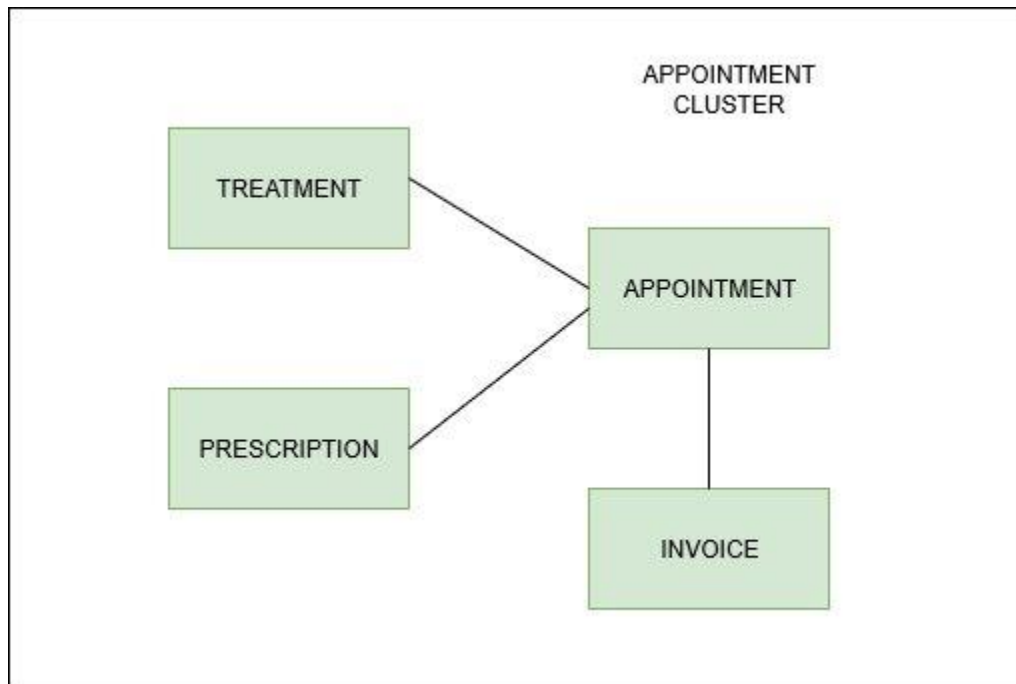 APPOINTMENT
CLUSTER
TREATMENT
APPOINTMENT
PRESCRIPTION
INVOICE